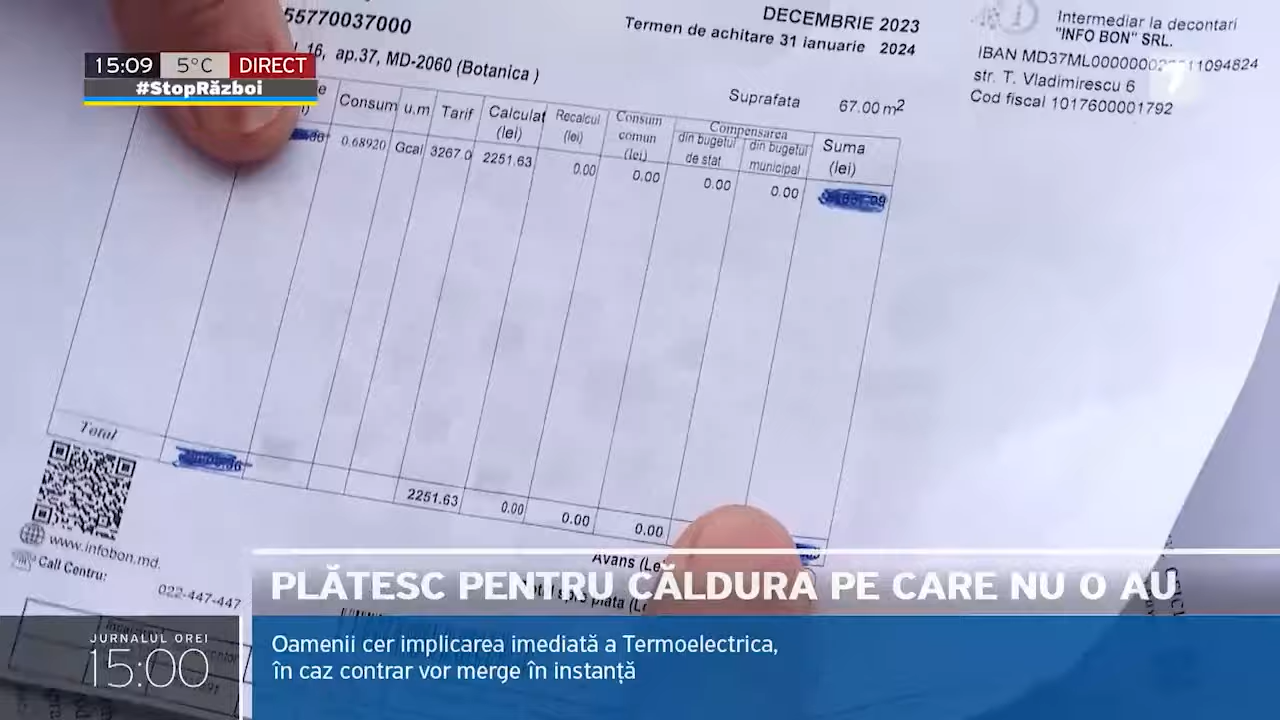 55770037000
DECEMBRIE 2023
Termen de achitare 31 ianuarie 2024
Intermediar la decontari
"INFO BON" SRL.
str. T. Vladimirescu 6
Cod fiscal 1017600001792
15:09 5°C DIRECT
#StopRăzboi
16, ap.37, MD-2060 (Botanica )
Suprafata 67.00 m²
Consum u.m Tarif Calculat (lei) Recalcul (lei) Consum comun (lei) Compensarea din bugetul de stat din bugetul municipal Suma (lei)
0.68920 Gcal 3267.0 2251.63 0.00 0.00 0.00 0.00
Total
2251.63 0.00 0.00 0.00
www.infobon.md.
Call Centru:
022-447-447
Avans
spre plata
PLĂTESC PENTRU CĂLDURA PE CARE NU O AU
JURNALUL OREI
15:00
Oamenii cer implicarea imediată a Termoelectrica,
în caz contrar vor merge în instanță